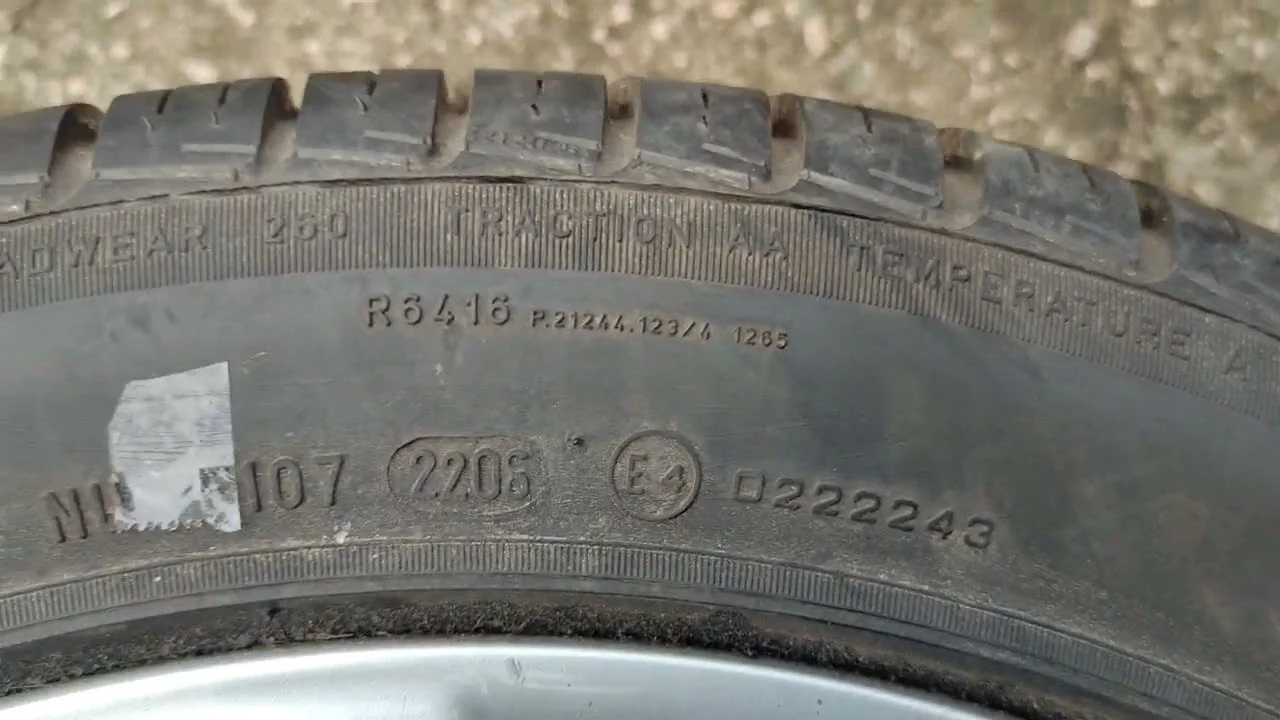 ADWEAR 260 TRACTION AA TEMPERATURE A
R6416 P.21244.123/4 1265
107 2206 E4 0222243